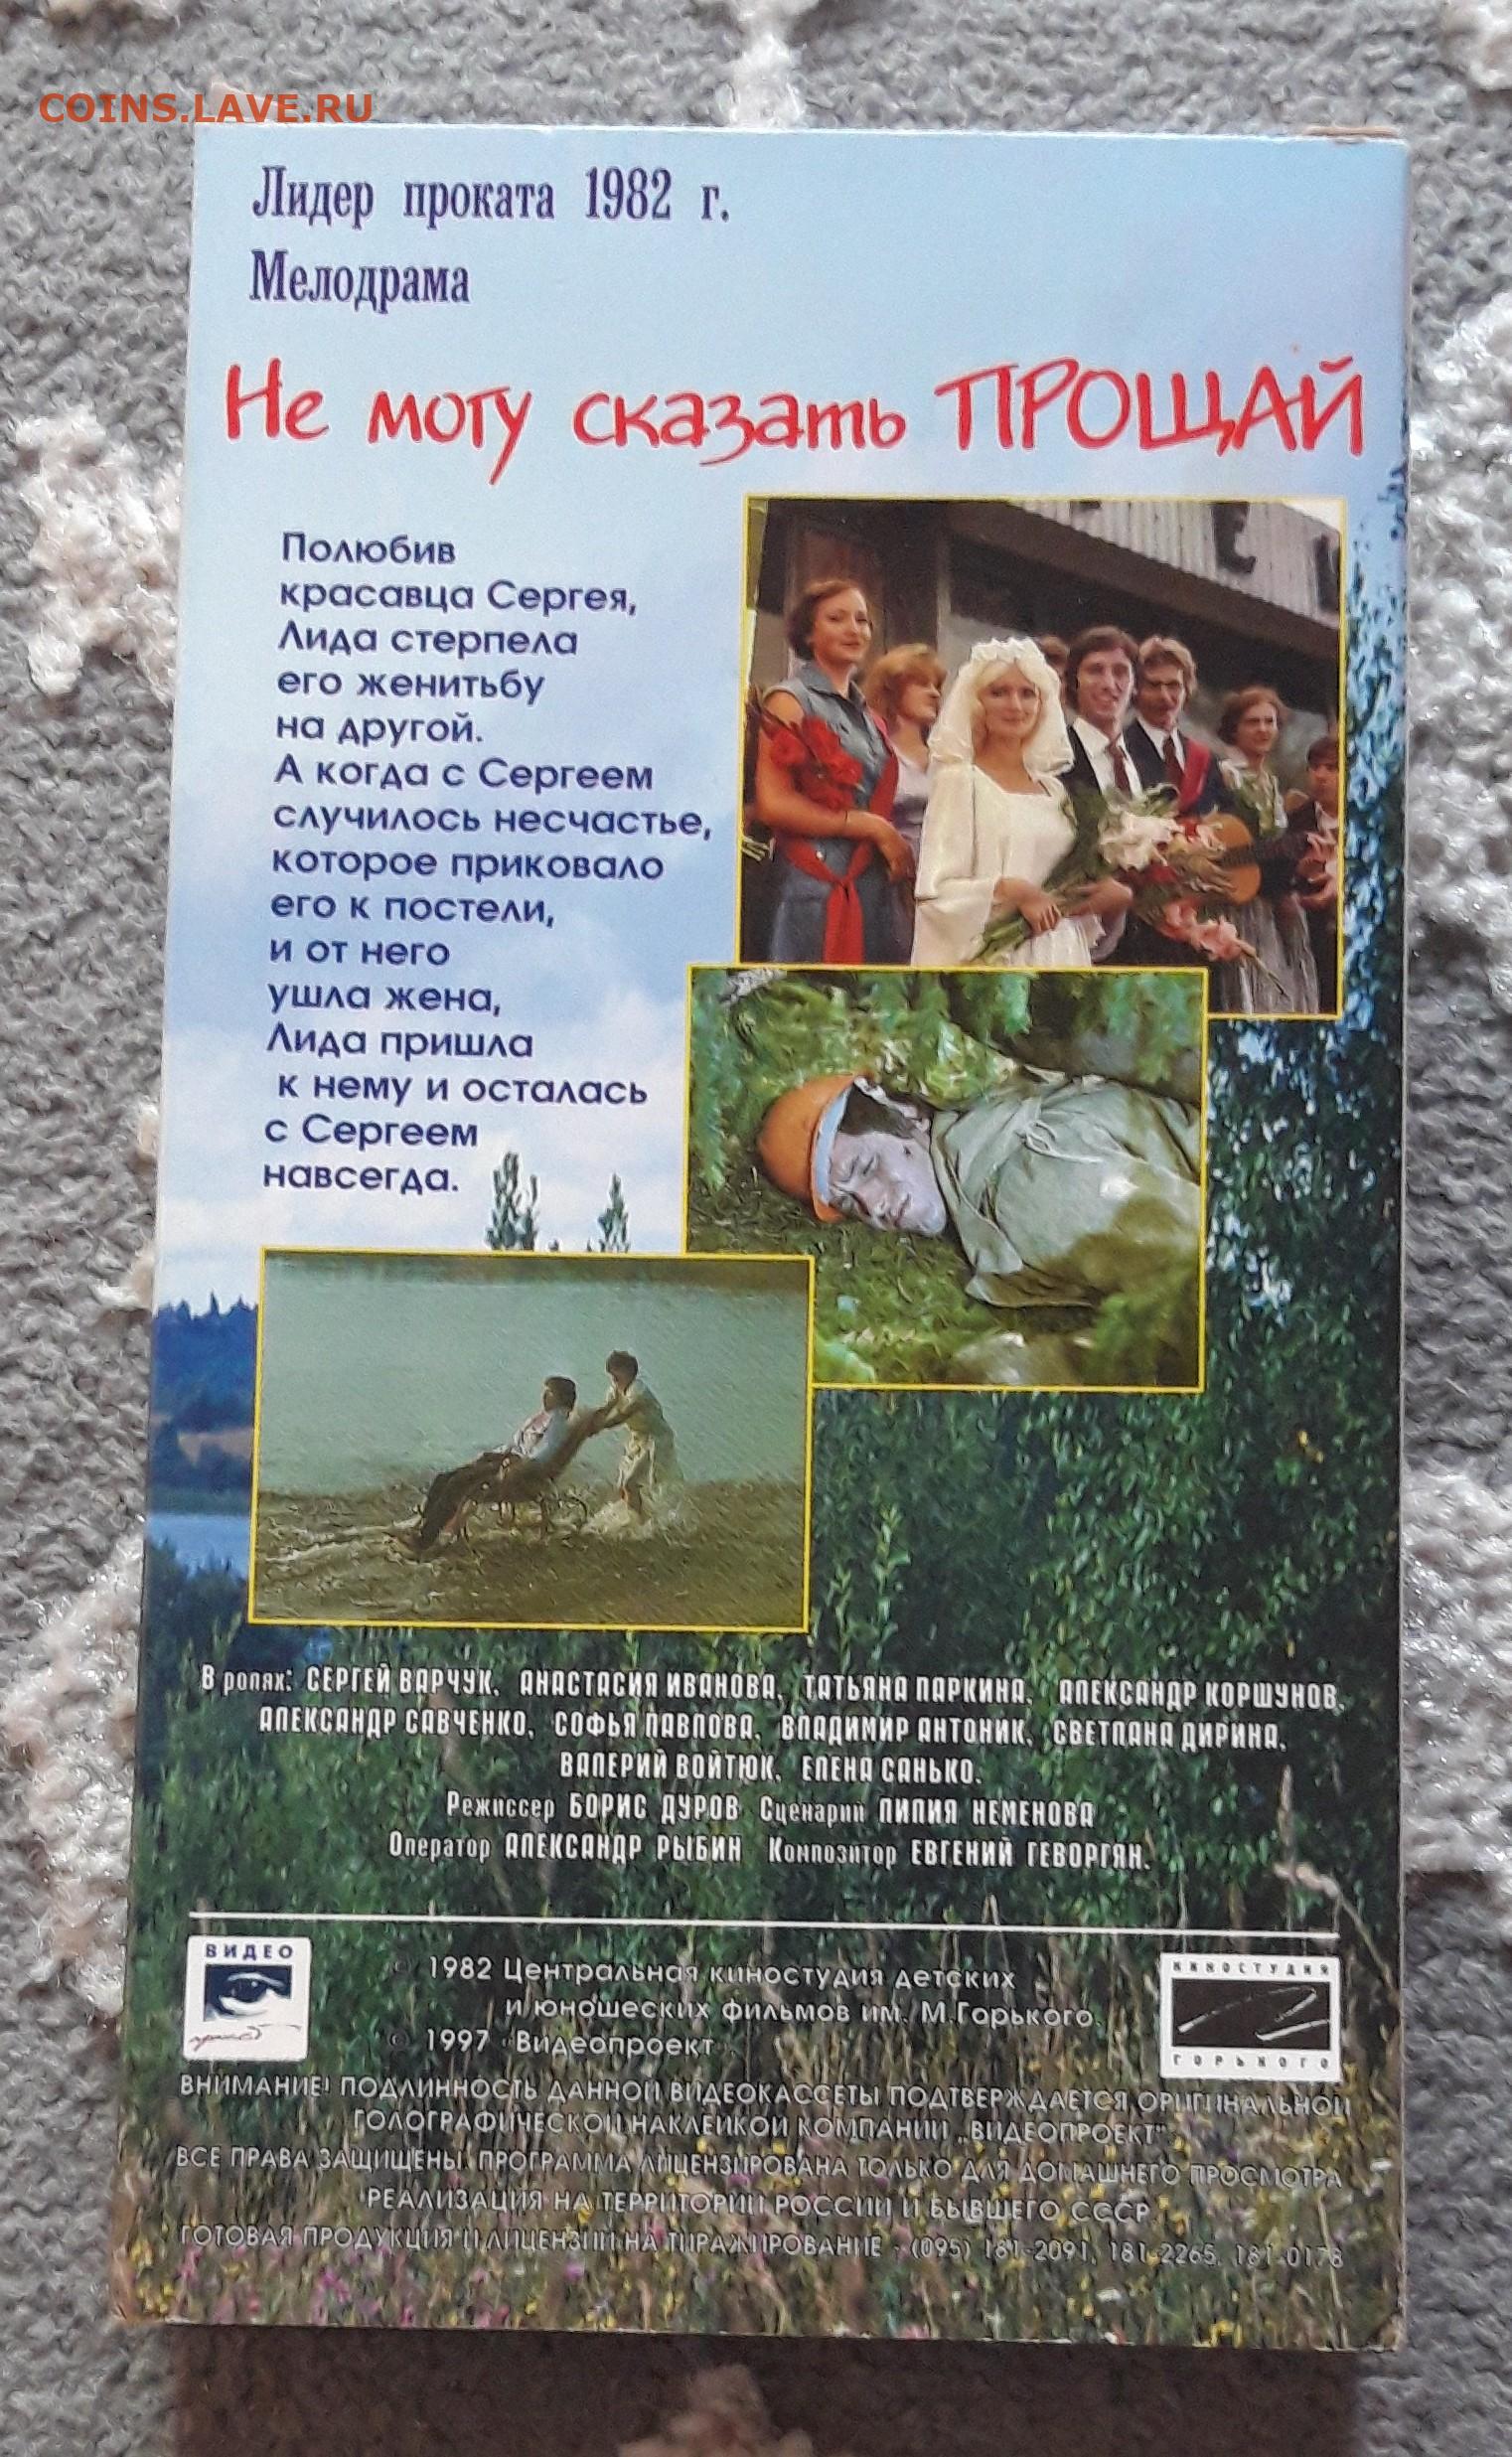 COINS.LAVE.RU
Лидер проката 1982 г.
Мелодрама
Не могу сказать ПРОЩАЙ
Полюбив
красавца Сергея,
Лида стерпела
его женитьбу
на другой.
А когда с Сергеем
случилось несчастье,
которое приковало
его к постели,
и от него
ушла жена,
Лида пришла
к нему и осталась
с Сергеем
навсегда.
В ролях: СЕРГЕЙ ВАРЧУК, АНАСТАСИЯ ИВАНОВА, ТАТЬЯНА ПАРКИНА, АЛЕКСАНДР КОРШУНОВ,
АЛЕКСАНДР САВЧЕНКО, СОФЬЯ ПАВЛОВА, ВЛАДИМИР АНТОНИК, СВЕТЛАНА ДИРИНА,
ВАЛЕРИЙ ВОЙТЮК, ЕЛЕНА САНЬКО.
Режиссер БОРИС ДУРОВ Сценарий ЛИЛИЯ НЕМЕНОВА
Оператор АЛЕКСАНДР РЫБИН Композитор ЕВГЕНИЙ ГЕВОРГЯН.
ВИДЕО
© 1982 Центральная киностудия детских
и юношеских фильмов им. М.Горького.
© 1997 «Видеопроект».
КИНОСТУДИЯ
ГОРЬКОГО
ВНИМАНИЕ! ПОДЛИННОСТЬ ДАННОЙ ВИДЕОКАССЕТЫ ПОДТВЕРЖДАЕТСЯ ОРИГИНАЛЬНОЙ
ГОЛОГРАФИЧЕСКОЙ НАКЛЕЙКОЙ КОМПАНИИ „ВИДЕОПРОЕКТ".
ВСЕ ПРАВА ЗАЩИЩЕНЫ. ПРОГРАММА ЛИЦЕНЗИРОВАНА ТОЛЬКО ДЛЯ ДОМАШНЕГО ПРОСМОТРА
РЕАЛИЗАЦИЯ НА ТЕРРИТОРИИ РОССИИ И БЫВШЕГО СССР.
ГОТОВАЯ ПРОДУКЦИЯ И ЛИЦЕНЗИИ НА ТИРАЖИРОВАНИЕ - (095) 181-2091, 181-2265, 181-0178